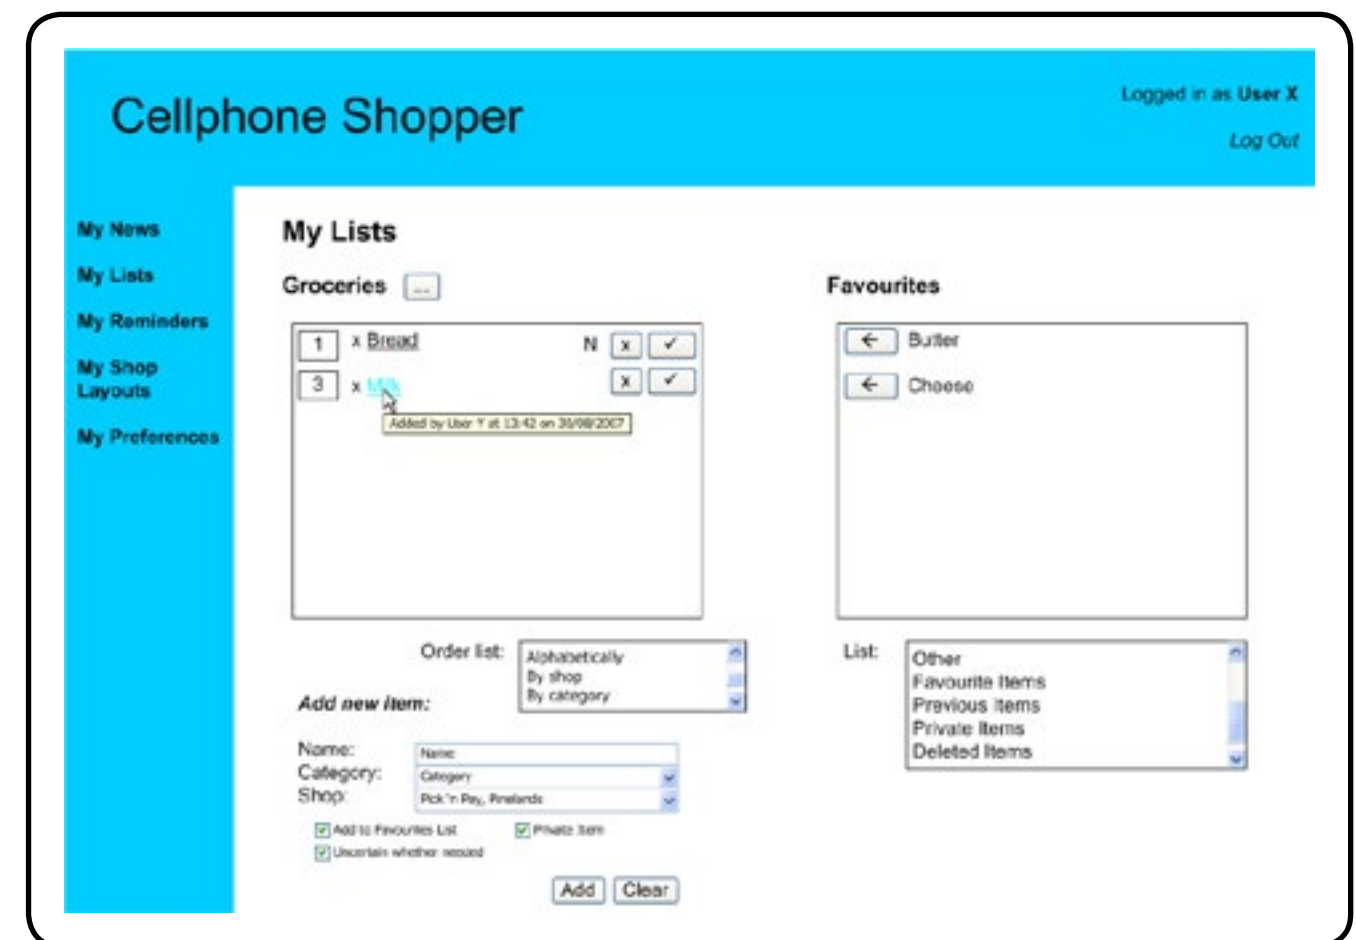 Cellphone Shopper
Logged in as User X
Log Out
My News
My Lists
My Reminders
My Shop
Layouts
My Preferences
My Lists
Groceries ...
1 x Bread N x ✓
3 x Milk x ✓
Added by User Y at 13:42 on 30/08/2007
Order list:
Alphabetically
By shop
By category
Add new item:
Name: Name
Category: Category
Shop: Pick 'n Pay, Pinelands
Add to Favourites List
Private Item
Uncertain whether needed
Add Clear
Favourites
← Butter
← Cheese
List:
Other
Favourite Items
Previous Items
Private Items
Deleted Items